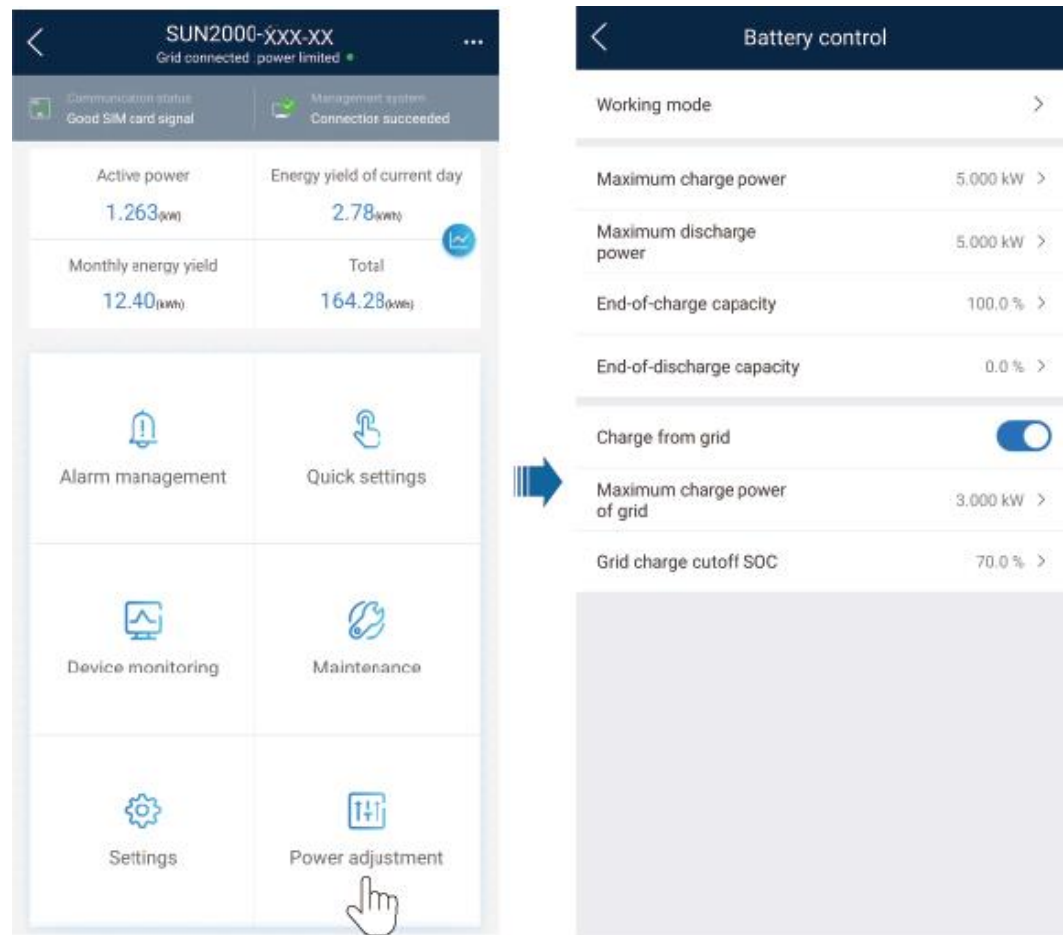 SUN2000-XXX-XX
Grid connected :power limited
Communication status
Good SIM card signal
Management system
Connection succeeded
Active power
1.263(kW)
Energy yield of current day
2.78(kWh)
Monthly energy yield
12.40(kWh)
Total
164.28(kWh)
Alarm management
Quick settings
Device monitoring
Maintenance
Settings
Power adjustment
Battery control
Working mode
Maximum charge power
5.000 kW
Maximum discharge
power
5.000 kW
End-of-charge capacity
100.0 %
End-of-discharge capacity
0.0 %
Charge from grid
Maximum charge power
of grid
3.000 kW
Grid charge cutoff SOC
70.0 %